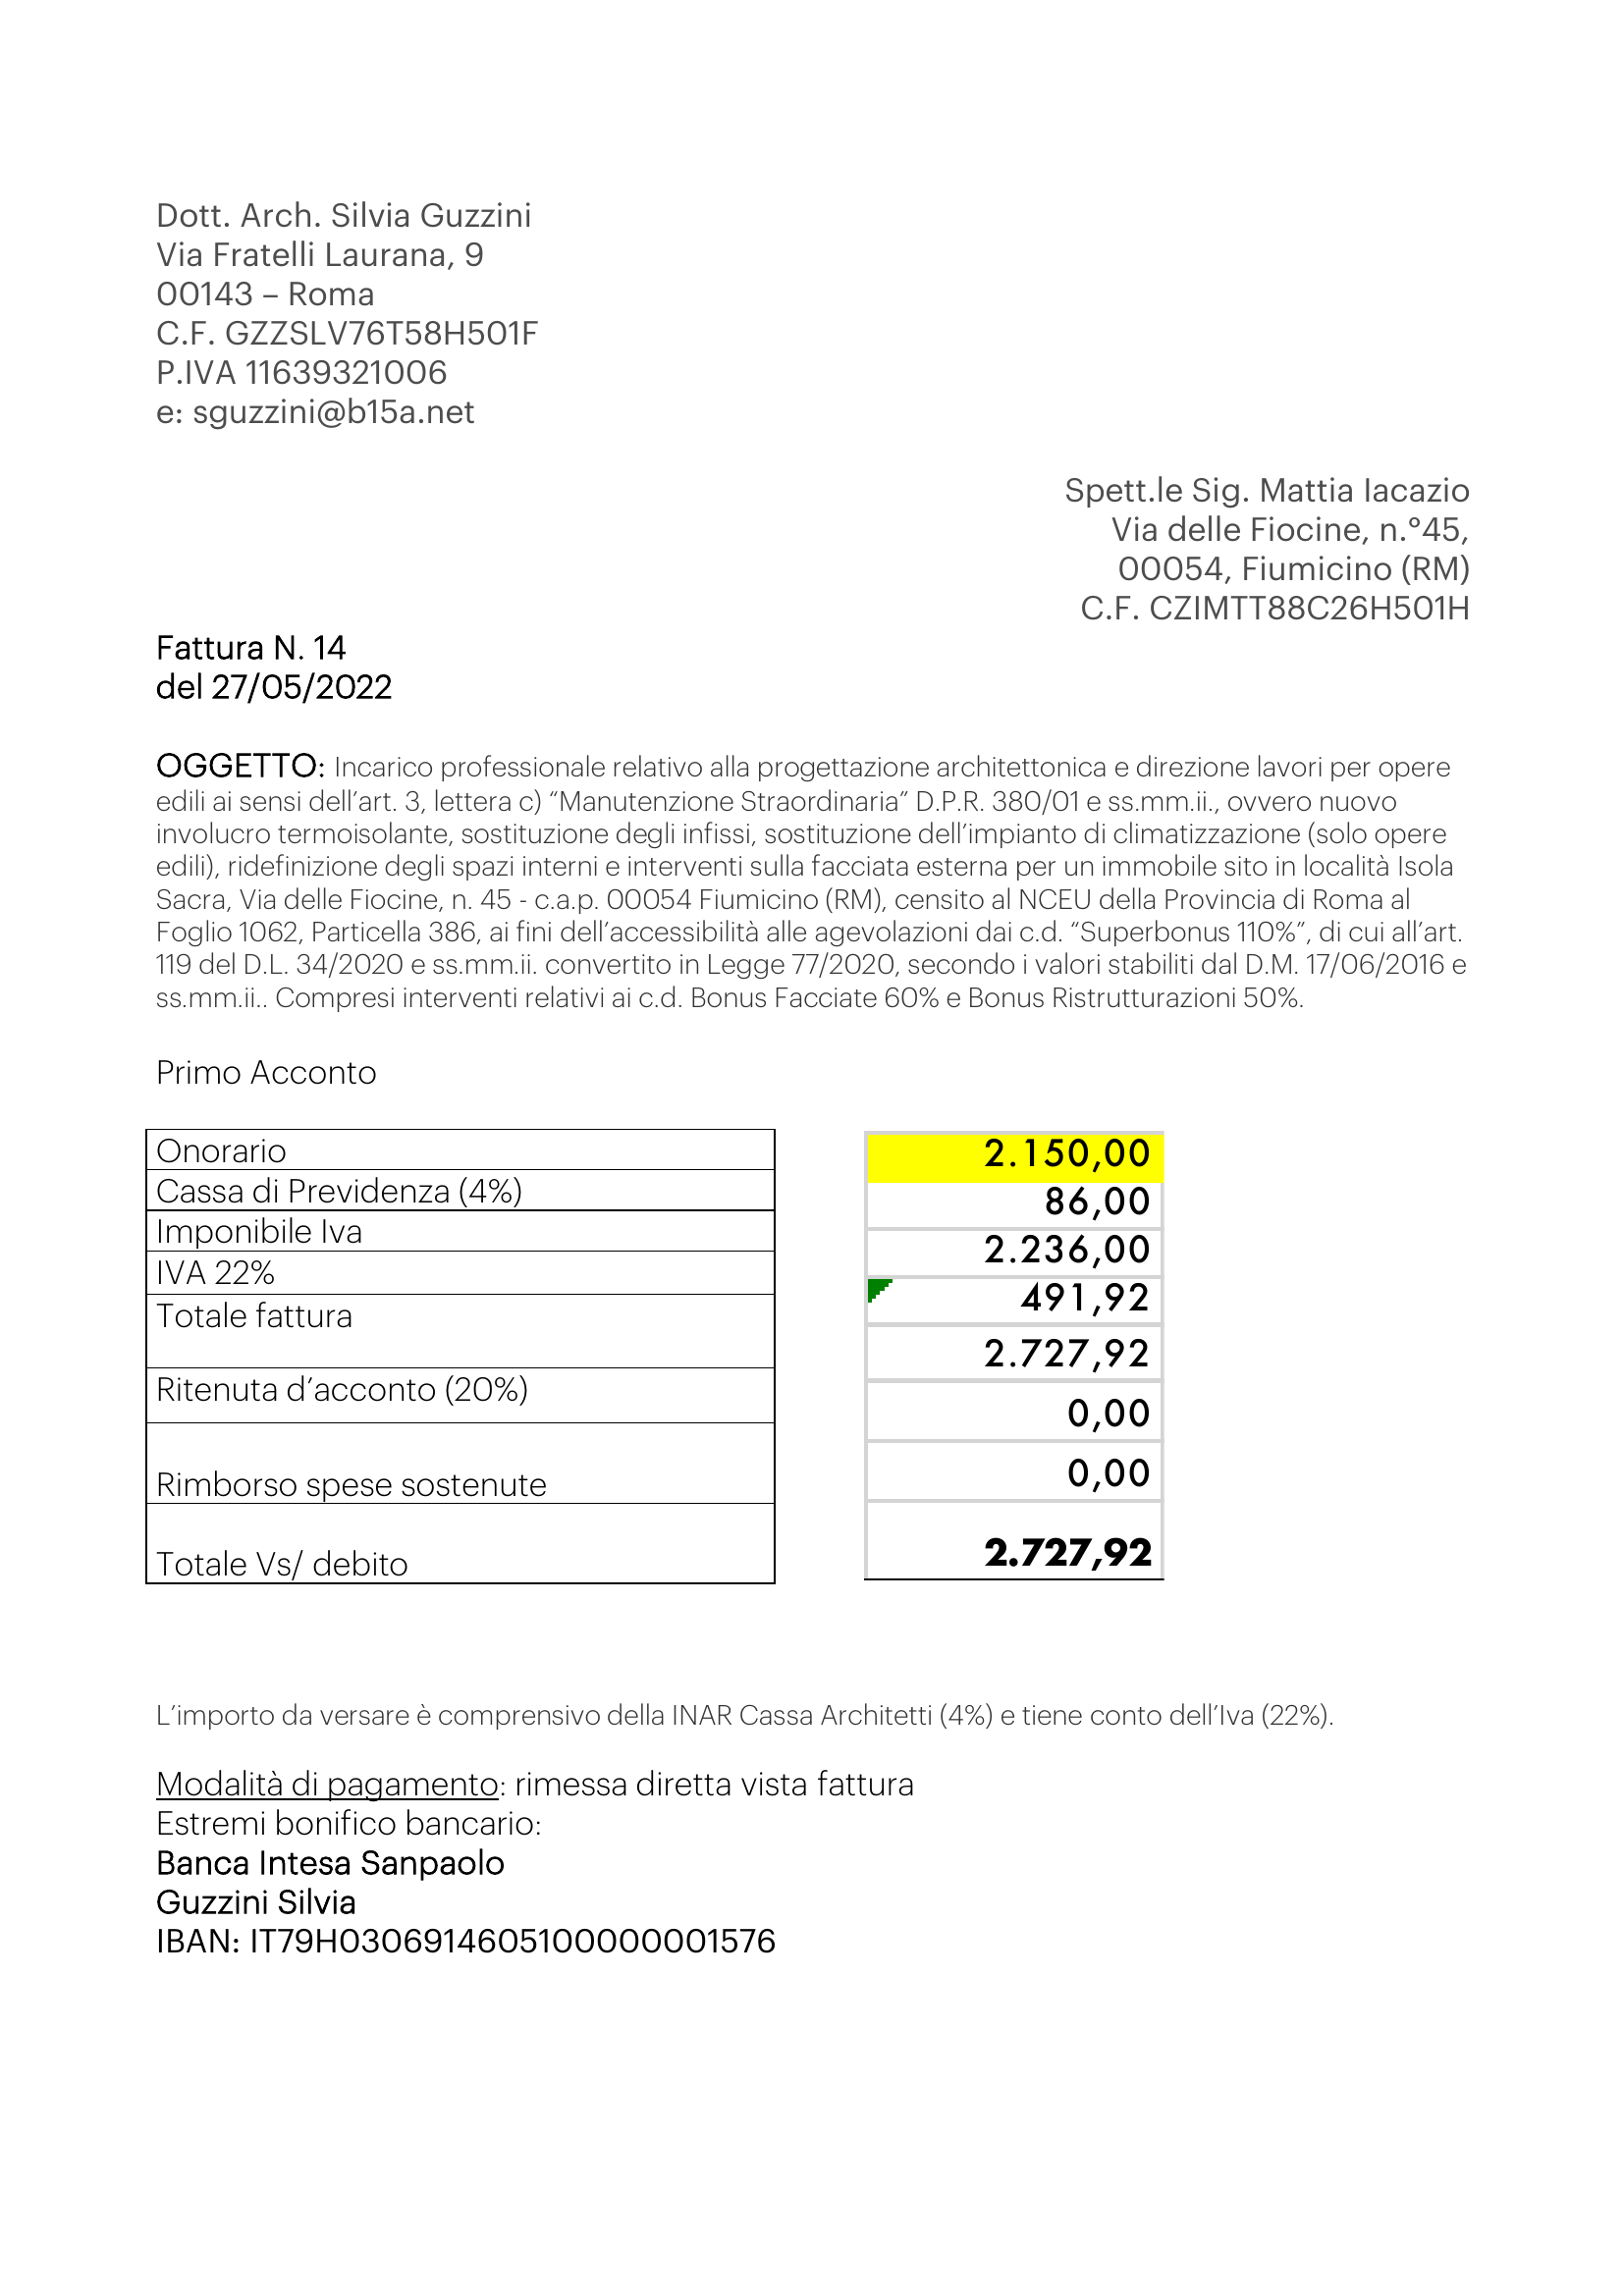 Dott. Arch. Silvia Guzzini
Via Fratelli Laurana, 9
00143 – Roma
C.F. GZZSLV76T58H501F
P.IVA 11639321006
e: sguzzini@b15a.net
Spett.le Sig. Mattia Iacazio
Via delle Fiocine, n.°45,
00054, Fiumicino (RM)
C.F. CZIMTT88C26H501H
Fattura N. 14
del 27/05/2022
OGGETTO: Incarico professionale relativo alla progettazione architettonica e direzione lavori per opere
edili ai sensi dell’art. 3, lettera c) “Manutenzione Straordinaria” D.P.R. 380/01 e ss.mm.ii., ovvero nuovo
involucro termoisolante, sostituzione degli infissi, sostituzione dell’impianto di climatizzazione (solo opere
edili), ridefinizione degli spazi interni e interventi sulla facciata esterna per un immobile sito in località Isola
Sacra, Via delle Fiocine, n. 45 - c.a.p. 00054 Fiumicino (RM), censito al NCEU della Provincia di Roma al
Foglio 1062, Particella 386, ai fini dell’accessibilità alle agevolazioni dai c.d. “Superbonus 110%”, di cui all’art.
119 del D.L. 34/2020 e ss.mm.ii. convertito in Legge 77/2020, secondo i valori stabiliti dal D.M. 17/06/2016 e
ss.mm.ii.. Compresi interventi relativi ai c.d. Bonus Facciate 60% e Bonus Ristrutturazioni 50%.
Primo Acconto
Onorario 2.150,00
Cassa di Previdenza (4%) 86,00
Imponibile Iva 2.236,00
IVA 22% 491,92
Totale fattura 2.727,92
Ritenuta d’acconto (20%) 0,00
Rimborso spese sostenute 0,00
Totale Vs/ debito 2.727,92
L’importo da versare è comprensivo della INAR Cassa Architetti (4%) e tiene conto dell’Iva (22%).
Modalità di pagamento: rimessa diretta vista fattura
Estremi bonifico bancario:
Banca Intesa Sanpaolo
Guzzini Silvia
IBAN: IT79H0306914605100000001576